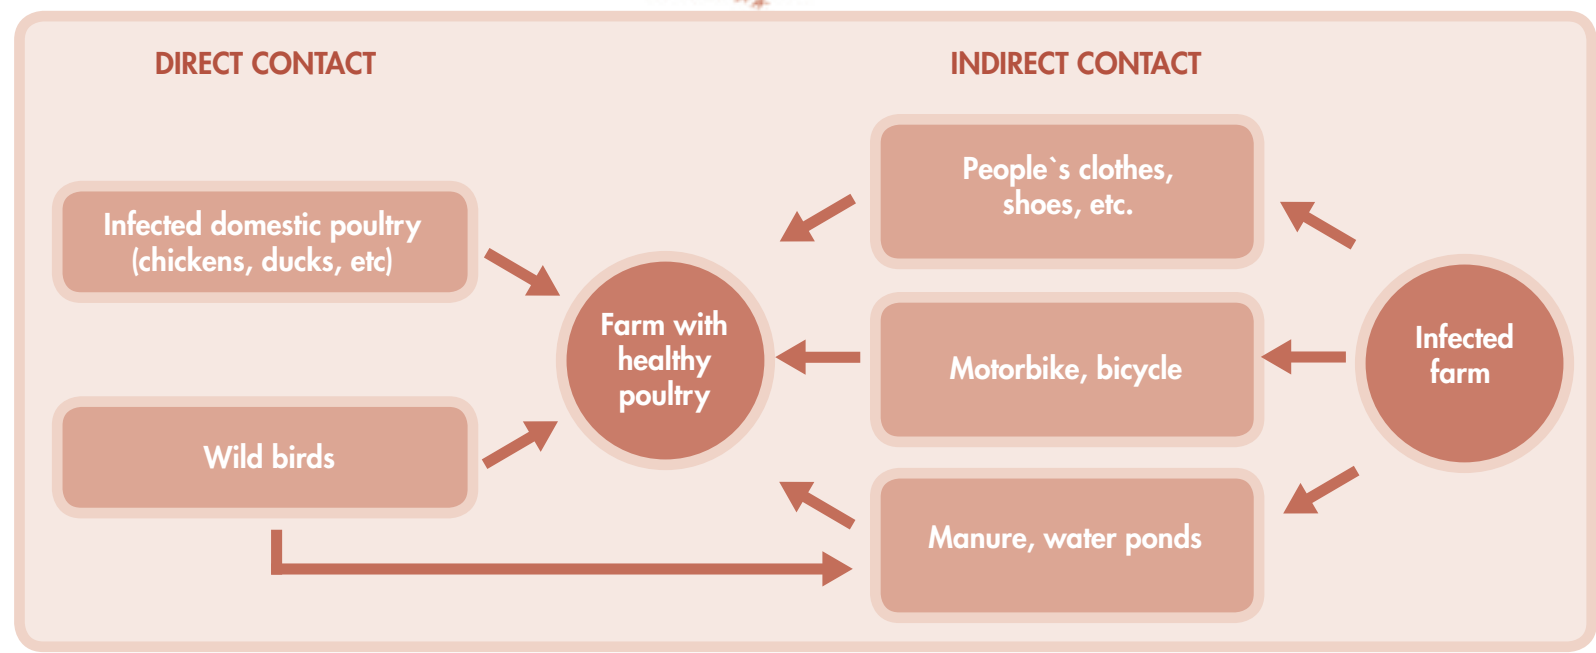 DIRECT CONTACT
INDIRECT CONTACT
Infected domestic poultry
(chickens, ducks, etc)
Wild birds
Farm with
healthy
poultry
People`s clothes,
shoes, etc.
Motorbike, bicycle
Manure, water ponds
Infected
farm